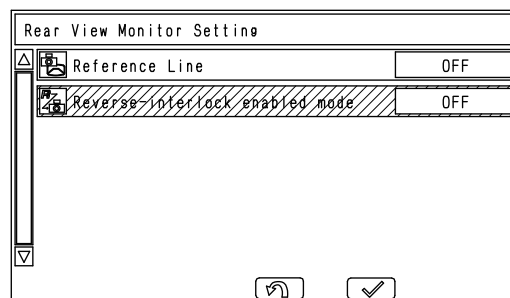 Rear View Monitor Setting
Reference Line OFF
R Reverse-interlock enabled mode OFF